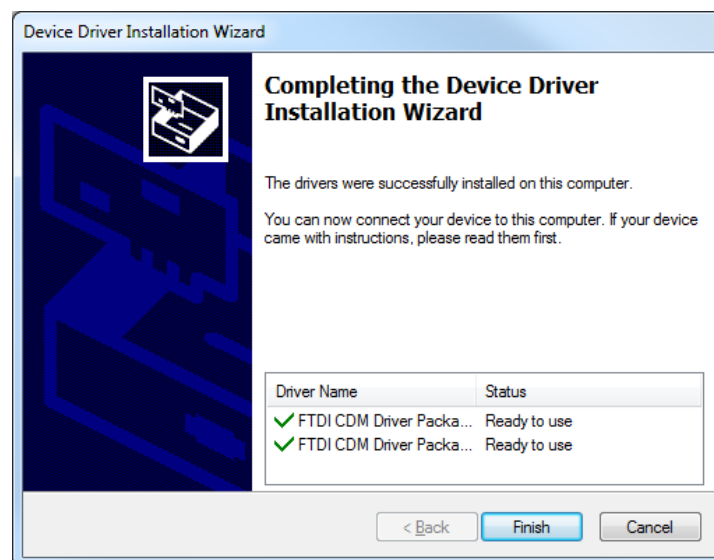 Device Driver Installation Wizard
Completing the Device Driver
Installation Wizard
The drivers were successfully installed on this computer.
You can now connect your device to this computer. If your device
came with instructions, please read them first.
Driver Name Status
FTDI CDM Driver Packa... Ready to use
FTDI CDM Driver Packa... Ready to use
< Back Finish Cancel